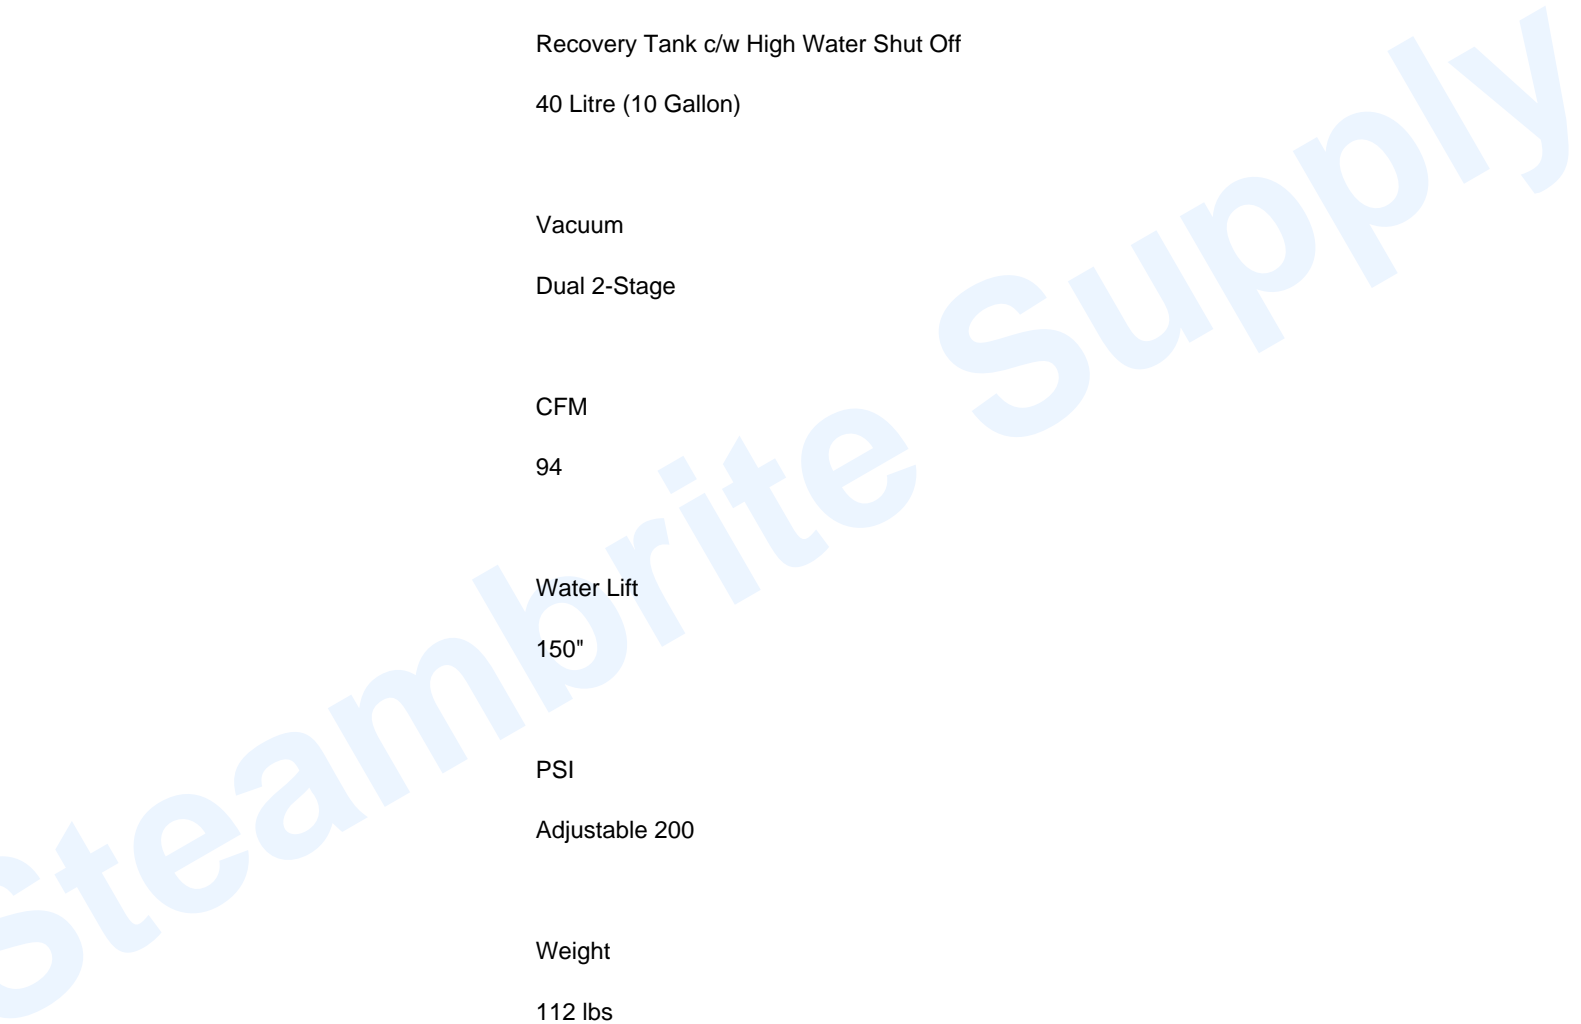 Recovery Tank c/w High Water Shut Off
40 Litre (10 Gallon)
Vacuum
Dual 2-Stage
CFM
94
Water Lift
150"
PSI
Adjustable 200
Weight
112 lbs
Steambrite Supply